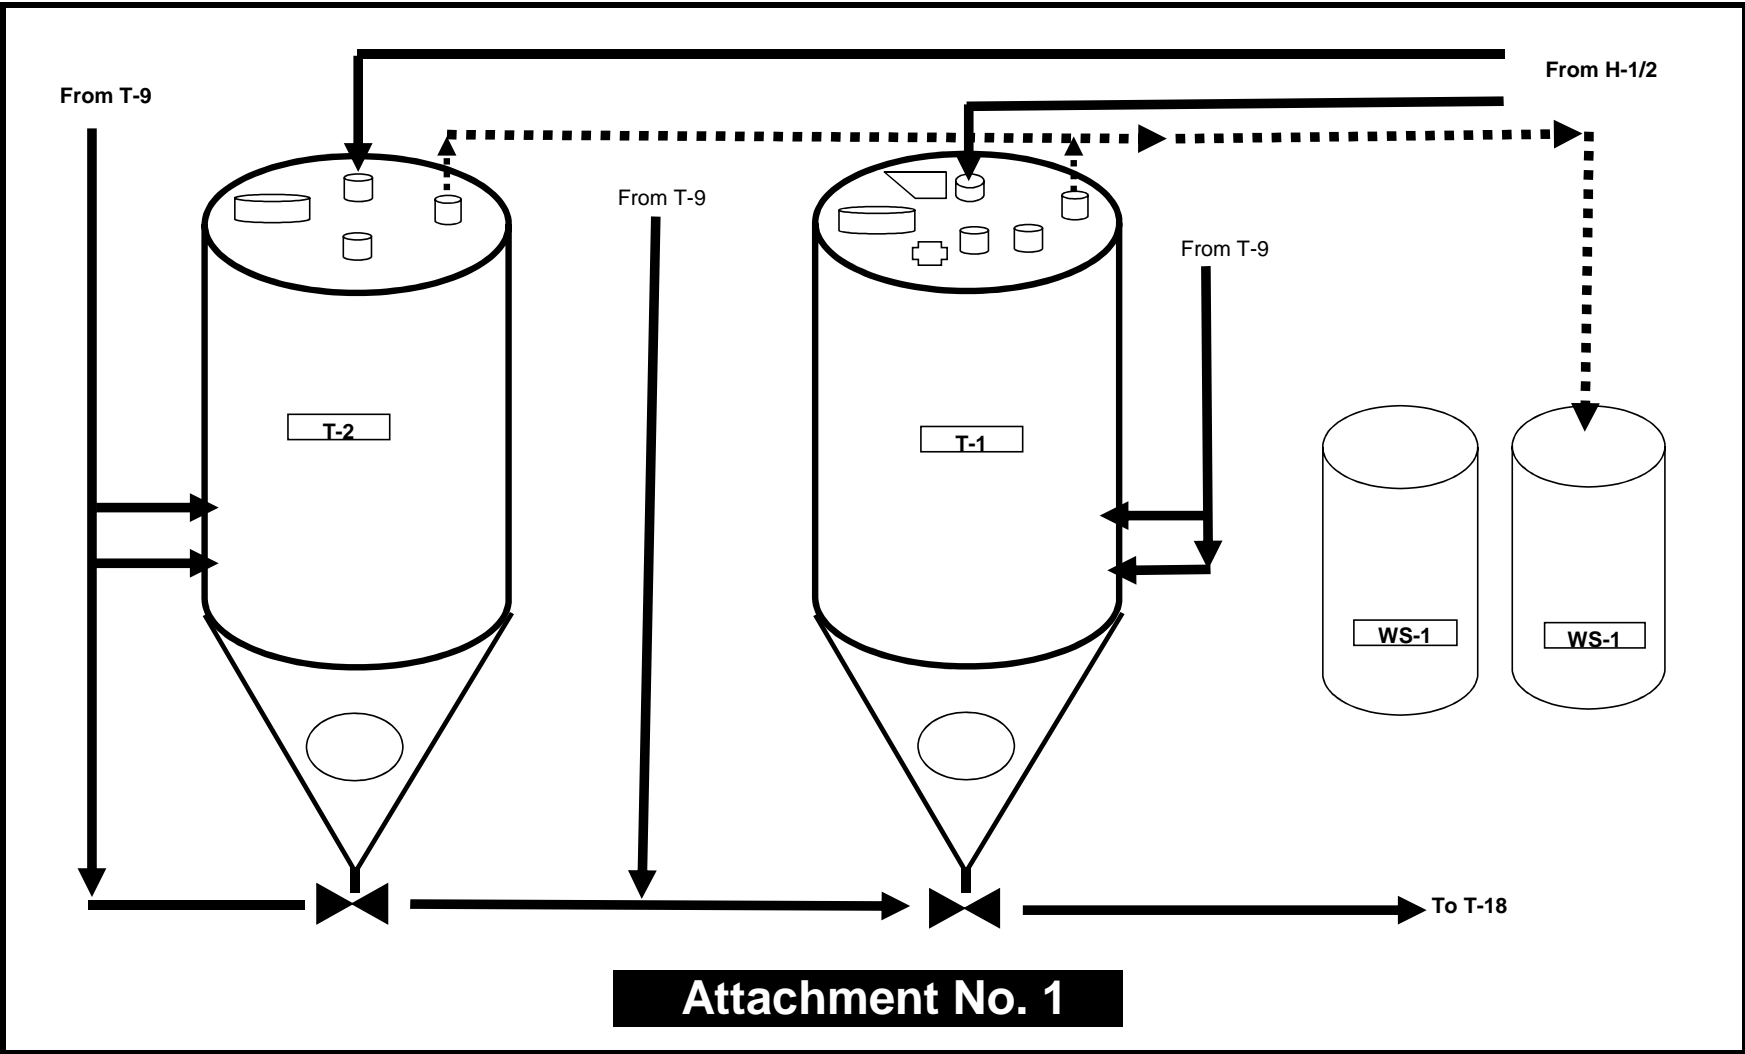 From H-1/2
From T-9
From T-9
From T-9
T-2
T-1
WS-1
WS-1
To T-18
Attachment No. 1